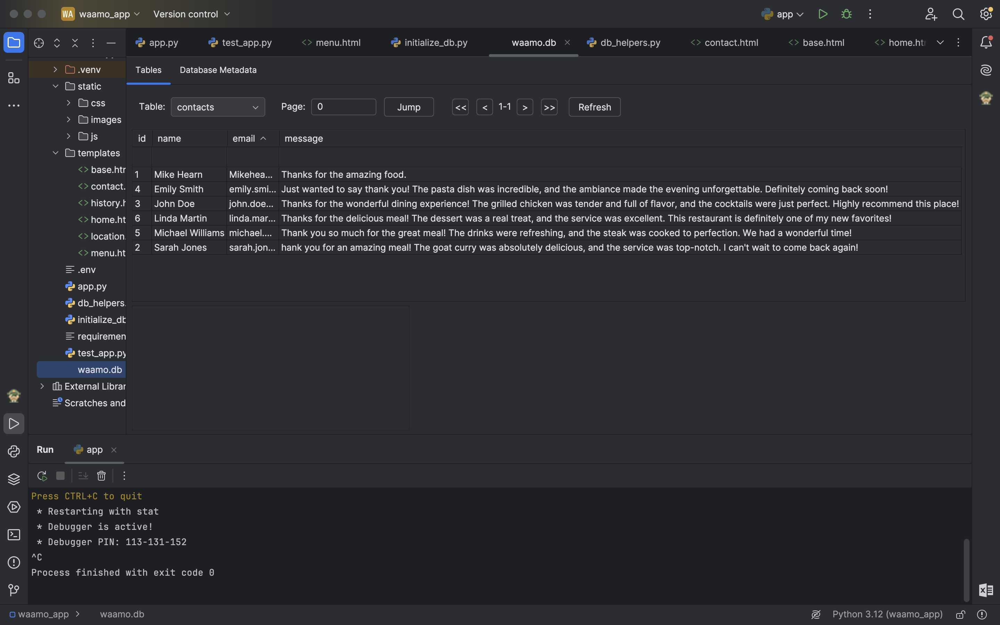 WA waamo_app Version control app
app.py test_app.py menu.html initialize_db.py waamo.db db_helpers.py contact.html base.html home.ht
.venv
static
css
images
js
templates
base.htm
contact.
history.h
home.ht
location.
menu.ht
.env
app.py
db_helpers.
initialize_db
requiremen
test_app.py
waamo.db
External Librar
Scratches and
Tables Database Metadata
Table: contacts Page: 0 Jump << < 1-1 > >> Refresh
id name email message
1 Mike Hearn Mikehea... Thanks for the amazing food.
4 Emily Smith emily.smi... Just wanted to say thank you! The pasta dish was incredible, and the ambiance made the evening unforgettable. Definitely coming back soon!
3 John Doe john.doe... Thanks for the wonderful dining experience! The grilled chicken was tender and full of flavor, and the cocktails were just perfect. Highly recommend this place!
6 Linda Martin linda.mar... Thanks for the delicious meal! The dessert was a real treat, and the service was excellent. This restaurant is definitely one of my new favorites!
5 Michael Williams michael.... Thank you so much for the great meal! The drinks were refreshing, and the steak was cooked to perfection. We had a wonderful time!
2 Sarah Jones sarah.jon... hank you for an amazing meal! The goat curry was absolutely delicious, and the service was top-notch. I can't wait to come back again!
Run app
Press CTRL+C to quit
* Restarting with stat
* Debugger is active!
* Debugger PIN: 113-131-152
^C
Process finished with exit code 0
waamo_app > waamo.db Python 3.12 (waamo_app)